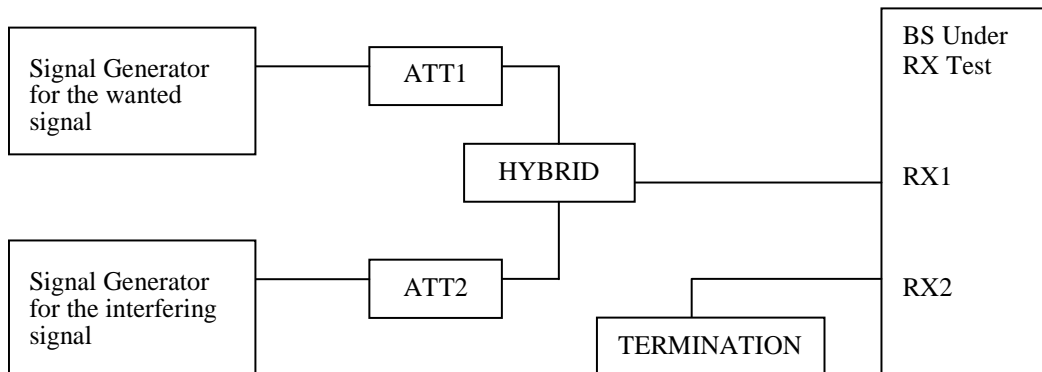 Signal Generator
for the wanted
signal
ATT1
HYBRID
BS Under
RX Test
RX1
Signal Generator
for the interfering
signal
ATT2
RX2
TERMINATION